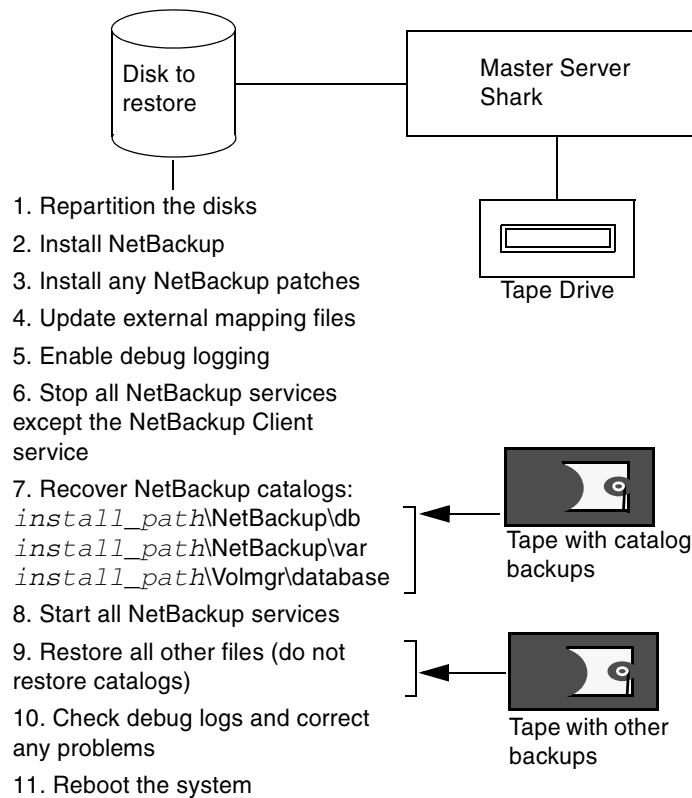 Disk to
restore
Master Server
Shark
Tape Drive
1. Repartition the disks
2. Install NetBackup
3. Install any NetBackup patches
4. Update external mapping files
5. Enable debug logging
6. Stop all NetBackup services
except the NetBackup Client
service
7. Recover NetBackup catalogs:
install_path\NetBackup\db
install_path\NetBackup\var
install_path\Volmgr\database
Tape with catalog
backups
8. Start all NetBackup services
9. Restore all other files (do not
restore catalogs)
Tape with other
backups
10. Check debug logs and correct
any problems
11. Reboot the system